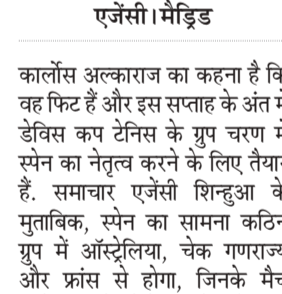 एजेंसी।मैड्रिड
कार्लोस अल्काराज का कहना है कि
वह फिट हैं और इस सप्ताह के अंत में
डेविस कप टेनिस के ग्रुप चरण में
स्पेन का नेतृत्व करने के लिए तैयार
हैं. समाचार एजेंसी शिन्हुआ के
मुताबिक, स्पेन का सामना कठिन
ग्रुप में ऑस्ट्रेलिया, चेक गणराज्य
और फ्रांस से होगा, जिनके मैच